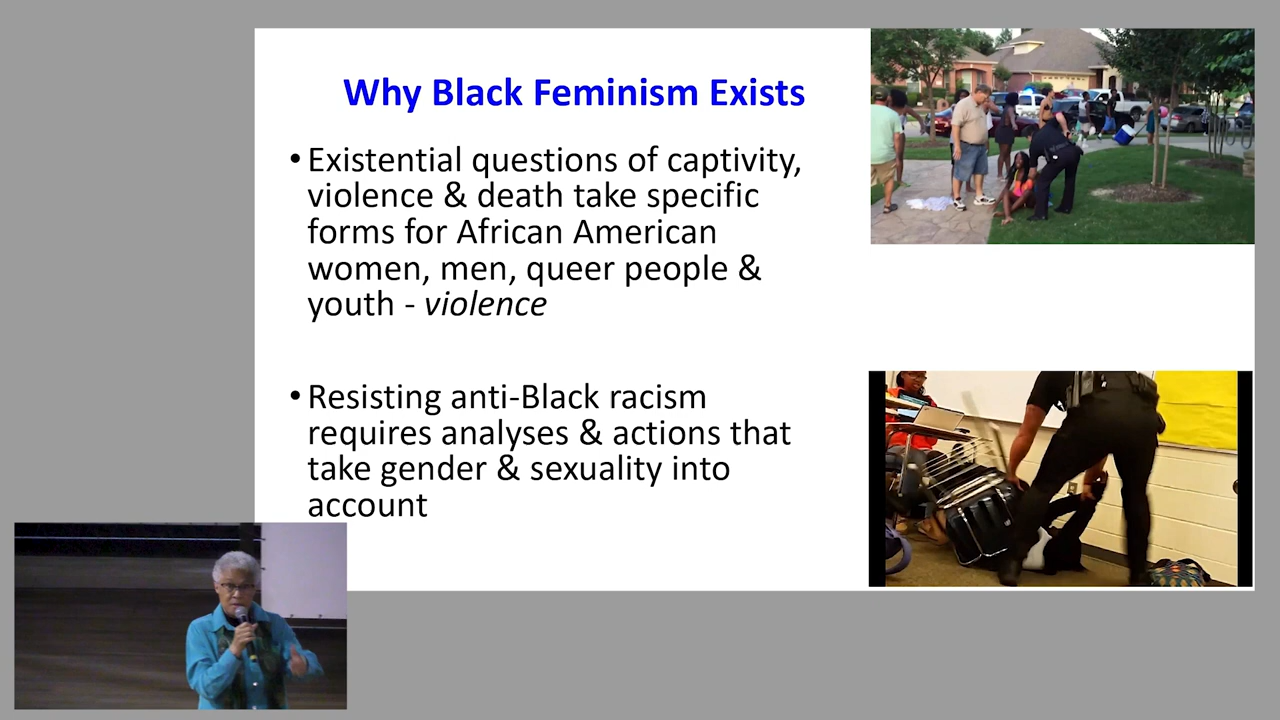 Why Black Feminism Exists
• Existential questions of captivity,
violence & death take specific
forms for African American
women, men, queer people &
youth - violence
• Resisting anti-Black racism
requires analyses & actions that
take gender & sexuality into
account